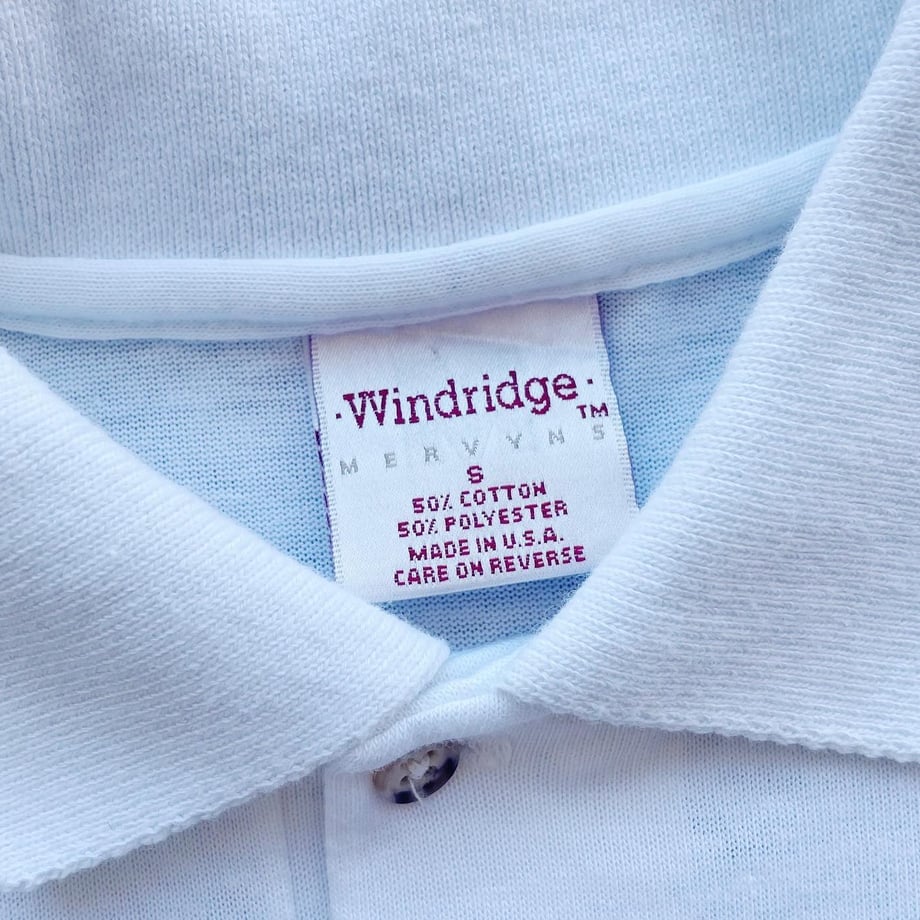 ·Windridge·™
MERVYNS
S
50% COTTON
50% POLYESTER
MADE IN U.S.A.
CARE ON REVERSE